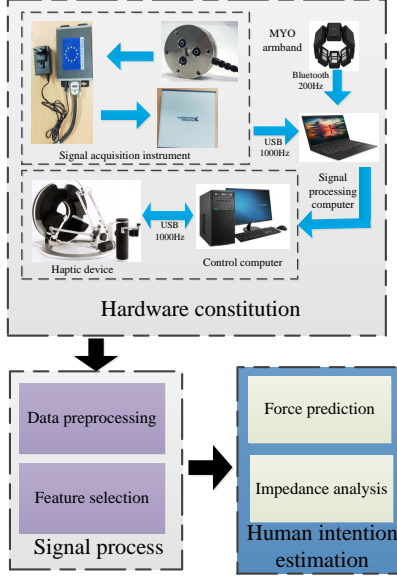 MYO
armband
Bluetooth
200Hz
Signal acquisition instrument
USB
1000Hz
Signal
processing
computer
USB
1000Hz
Haptic device
Control computer
Hardware constitution
Data preprocessing
Feature selection
Signal process
Force prediction
Impedance analysis
Human intention
estimation